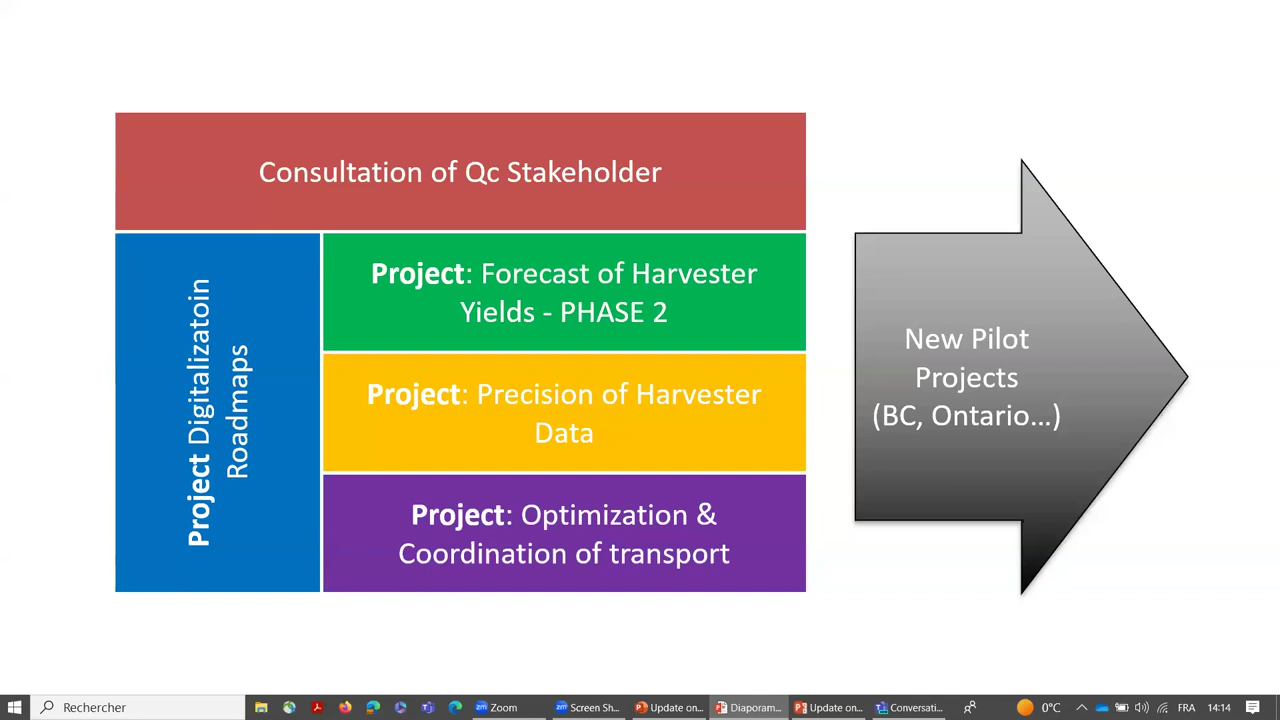 Consultation of Qc Stakeholder
Project Digitalizatoin
Roadmaps
Project: Forecast of Harvester
Yields - PHASE 2
Project: Precision of Harvester
Data
Project: Optimization &
Coordination of transport
New Pilot
Projects
(BC, Ontario...)
Rechercher
Zoom
Screen Sh...
Update on...
Diaporam...
Update on...
Conversati...
0°C
FRA
14:14